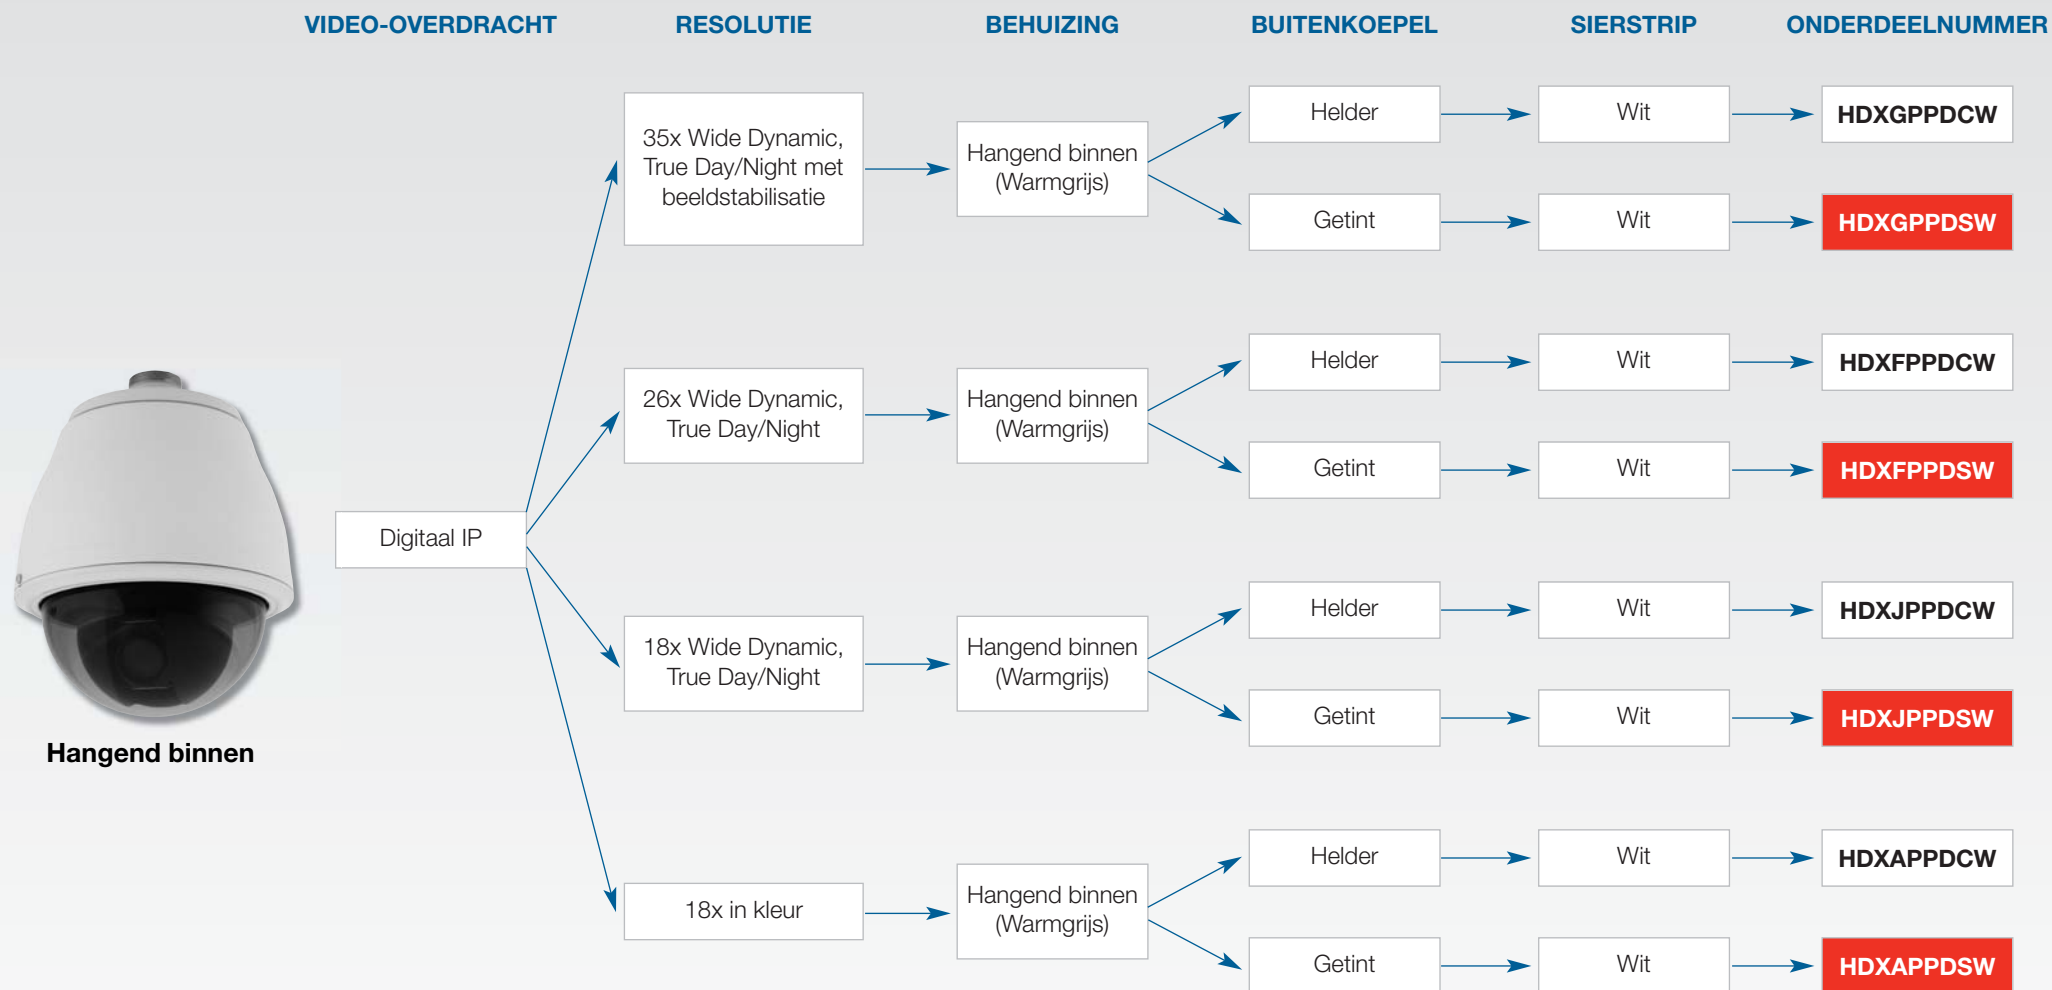 VIDEO-OVERDRACHT RESOLUTIE BEHUIZING BUITENKOEPEL SIERSTRIP ONDERDEELNUMMER
35x Wide Dynamic,
True Day/Night met
beeldstabilisatie
Hangend binnen
(Warmgrijs)
Helder Wit HDXGPPDCW
Getint Wit HDXGPPDSW
26x Wide Dynamic,
True Day/Night
Hangend binnen
(Warmgrijs)
Helder Wit HDXFPPDCW
Getint Wit HDXFPPDSW
Digitaal IP
18x Wide Dynamic,
True Day/Night
Hangend binnen
(Warmgrijs)
Helder Wit HDXJPPDCW
Getint Wit HDXJPPDSW
Hangend binnen
18x in kleur
Hangend binnen
(Warmgrijs)
Helder Wit HDXAPPDCW
Getint Wit HDXAPPDSW